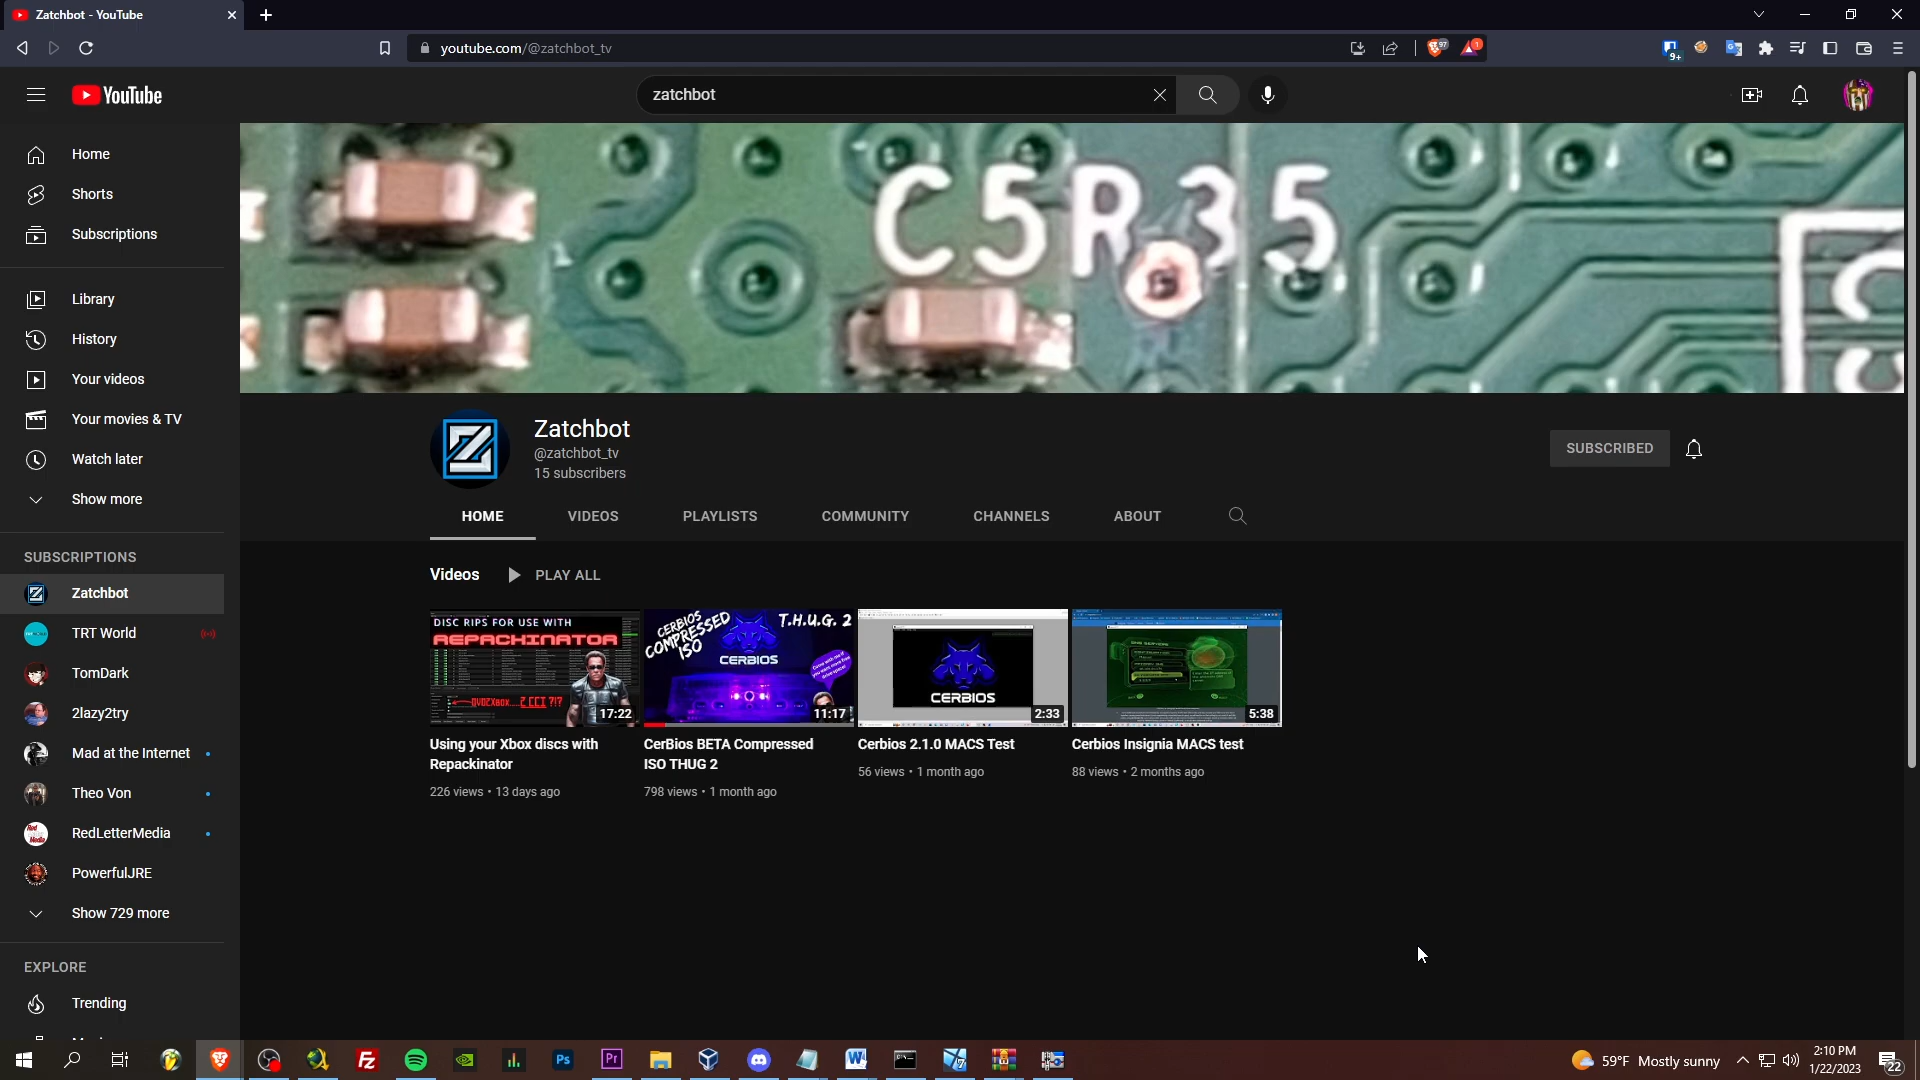 Zatchbot - YouTube
youtube.com/@zatchbot_tv
97
1
9+
YouTube
zatchbot
Home
Shorts
Subscriptions
Library
History
Your videos
Your movies & TV
Watch later
Show more
SUBSCRIPTIONS
Zatchbot
TRT World
TomDark
2lazy2try
Mad at the Internet
Theo Von
RedLetterMedia
PowerfulJRE
Show 729 more
EXPLORE
Trending
C5R35
Zatchbot
@zatchbot_tv
15 subscribers
SUBSCRIBED
HOME
VIDEOS
PLAYLISTS
COMMUNITY
CHANNELS
ABOUT
Videos
PLAY ALL
DISC RIPS FOR USE WITH
REPACKINATOR
17:22
Using your Xbox discs with
Repackinator
226 views • 13 days ago
CERBIOS
COMPRESSED
ISO
T.H.U.G. 2
CERBIOS
11:17
CerBios BETA Compressed
ISO THUG 2
798 views • 1 month ago
CERBIOS
2:33
Cerbios 2.1.0 MACS Test
56 views • 1 month ago
5:38
Cerbios Insignia MACS test
88 views • 2 months ago
59°F Mostly sunny
2:10 PM
1/22/2023
22